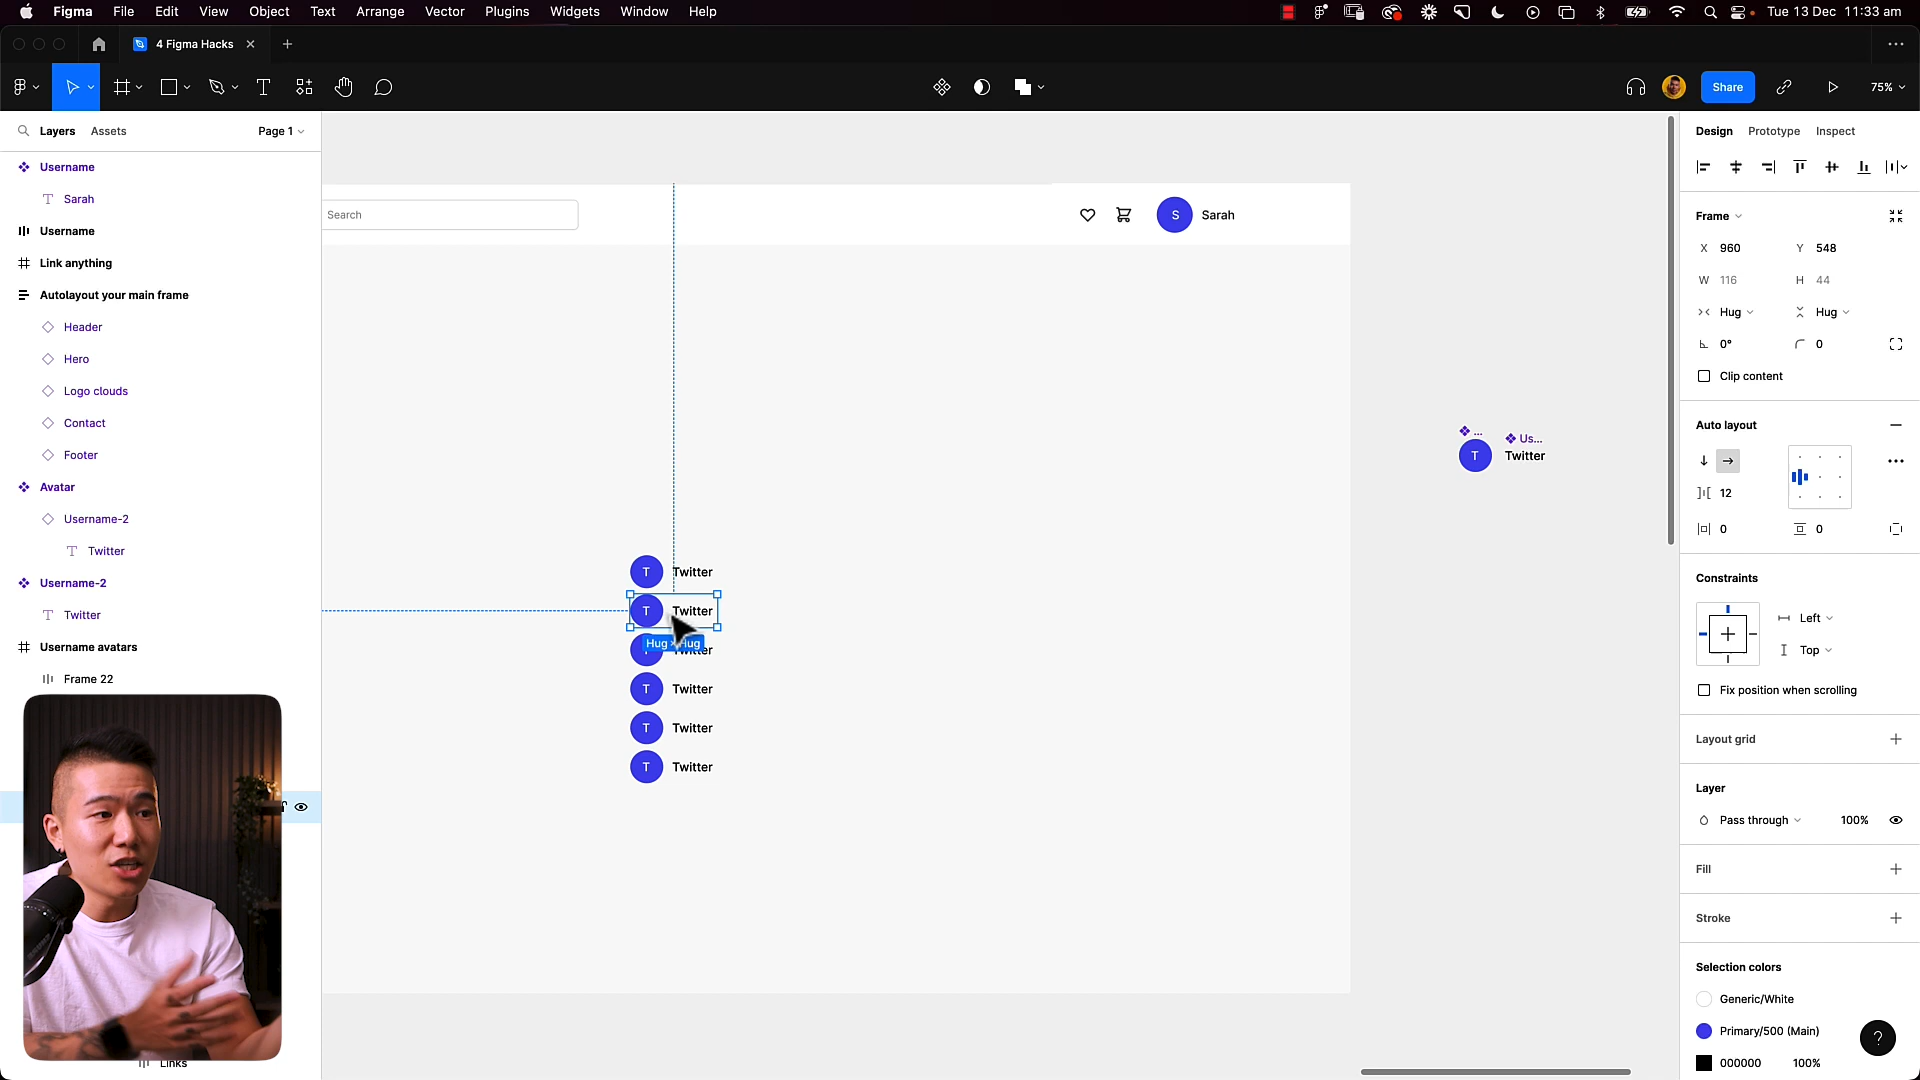 Figma File Edit View Object Text Arrange Vector Plugins Widgets Window Help
Tue 13 Dec 11:33 am
4 Figma Hacks
Share
75%
Layers Assets Page 1
Username
Sarah
Username
Link anything
Autolayout your main frame
Header
Hero
Logo clouds
Contact
Footer
Avatar
Username-2
Twitter
Username-2
Twitter
Username avatars
Frame 22
Links
Search
S Sarah
... Us...
T Twitter
T Twitter
T Twitter
Hug × Hug
Twitter
T Twitter
T Twitter
T Twitter
Design Prototype Inspect
Frame
X 960 Y 548
W 116 H 44
Hug Hug
0° 0
Clip content
Auto layout
12
0 0
Constraints
Left
Top
Fix position when scrolling
Layout grid
Layer
Pass through 100%
Fill
Stroke
Selection colors
Generic/White
Primary/500 (Main)
000000 100%
?